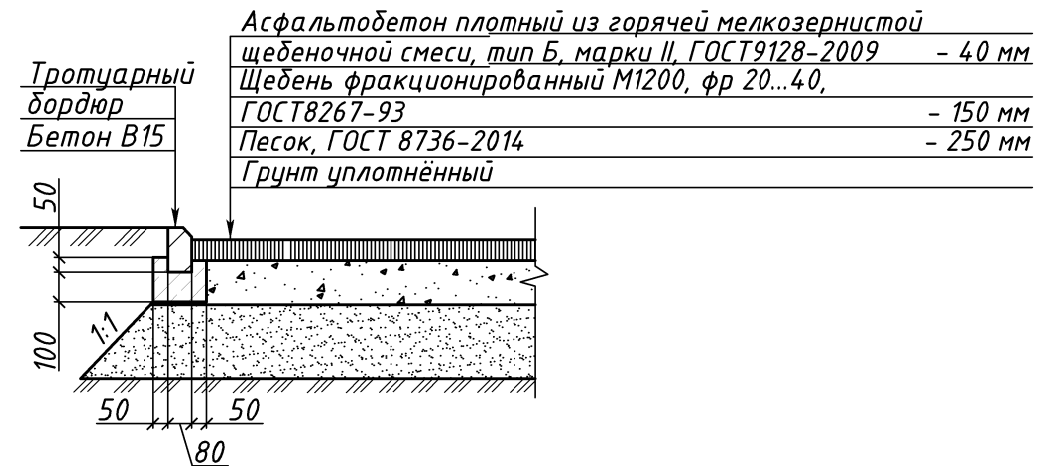 Асфальтобетон плотный из горячей мелкозернистой
щебеночной смеси, тип Б, марки II, ГОСТ9128-2009 - 40 мм
Щебень фракционированный М1200, фр 20...40,
ГОСТ8267-93 - 150 мм
Песок, ГОСТ 8736-2014 - 250 мм
Грунт уплотнённый
Тротуарный
бордюр
Бетон В15
50
100
1:1
50
50
80